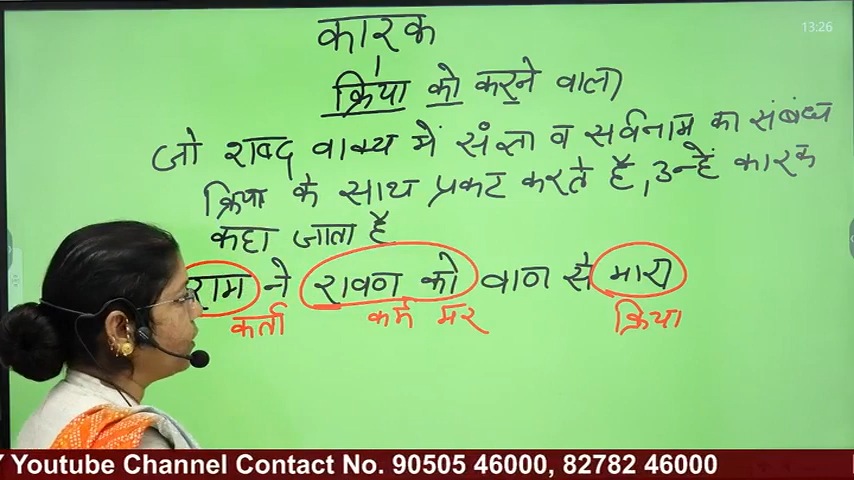 कारक
13:26
क्रिया को करने वाला
जो शब्द वाक्य में संज्ञा व सर्वनाम का संबंध
क्रिया के साथ प्रकट करते हैं, उन्हें कारक
कहा जाता है
राम ने रावण को वान से मारा
कर्ता कर्म मर क्रिया
Youtube Channel Contact No. 90505 46000, 82782 46000